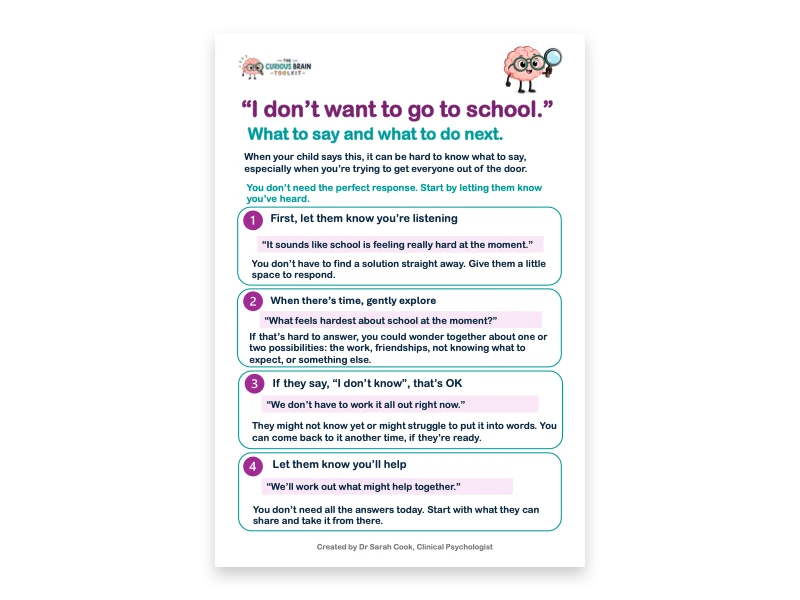 THE
CURIOUS BRAIN
TOOLKIT
“I don’t want to go to school.”
What to say and what to do next.
When your child says this, it can be hard to know what to say,
especially when you’re trying to get everyone out of the door.
You don’t need the perfect response. Start by letting them know
you’ve heard.
1 First, let them know you’re listening
“It sounds like school is feeling really hard at the moment.”
You don’t have to find a solution straight away. Give them a little
space to respond.
2 When there’s time, gently explore
“What feels hardest about school at the moment?”
If that’s hard to answer, you could wonder together about one or
two possibilities: the work, friendships, not knowing what to
expect, or something else.
3 If they say, “I don’t know”, that’s OK
“We don’t have to work it all out right now.”
They might not know yet or might struggle to put it into words. You
can come back to it another time, if they’re ready.
4 Let them know you’ll help
“We’ll work out what might help together.”
You don’t need all the answers today. Start with what they can
share and take it from there.
Created by Dr Sarah Cook, Clinical Psychologist